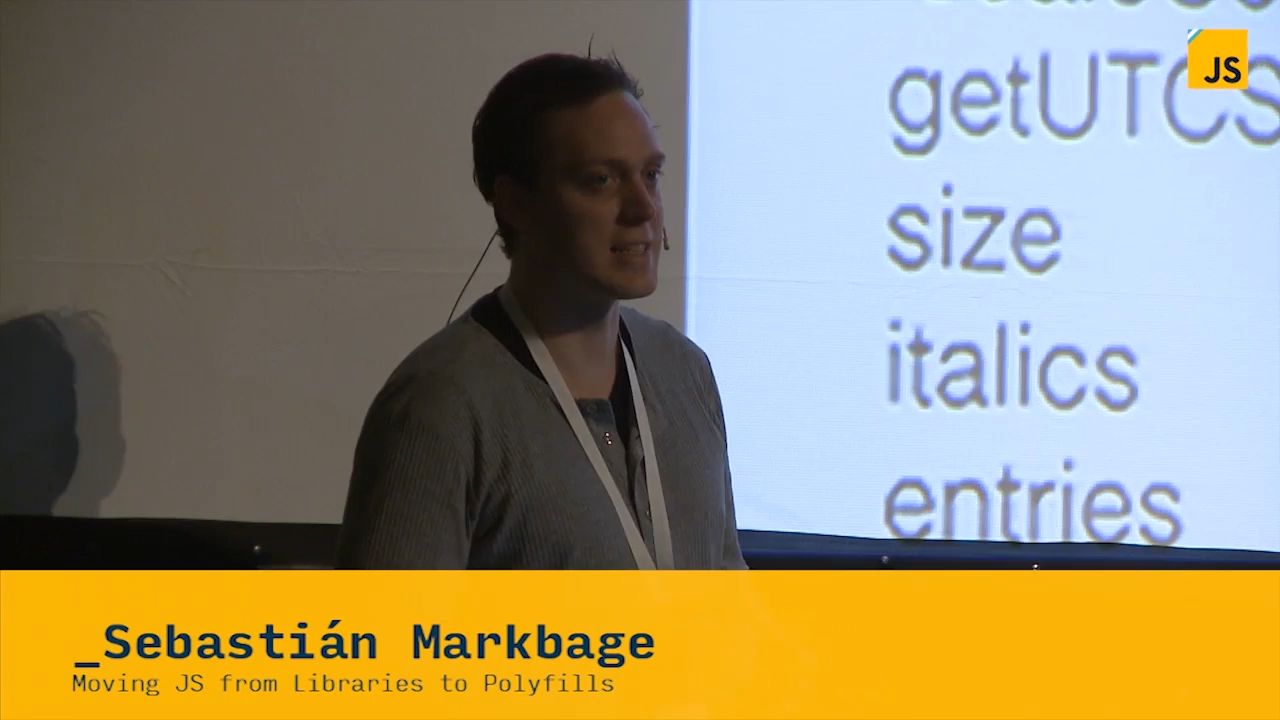 JS
getUTCS
size
italics
entries
_Sebastián Markbage
Moving JS from Libraries to Polyfills